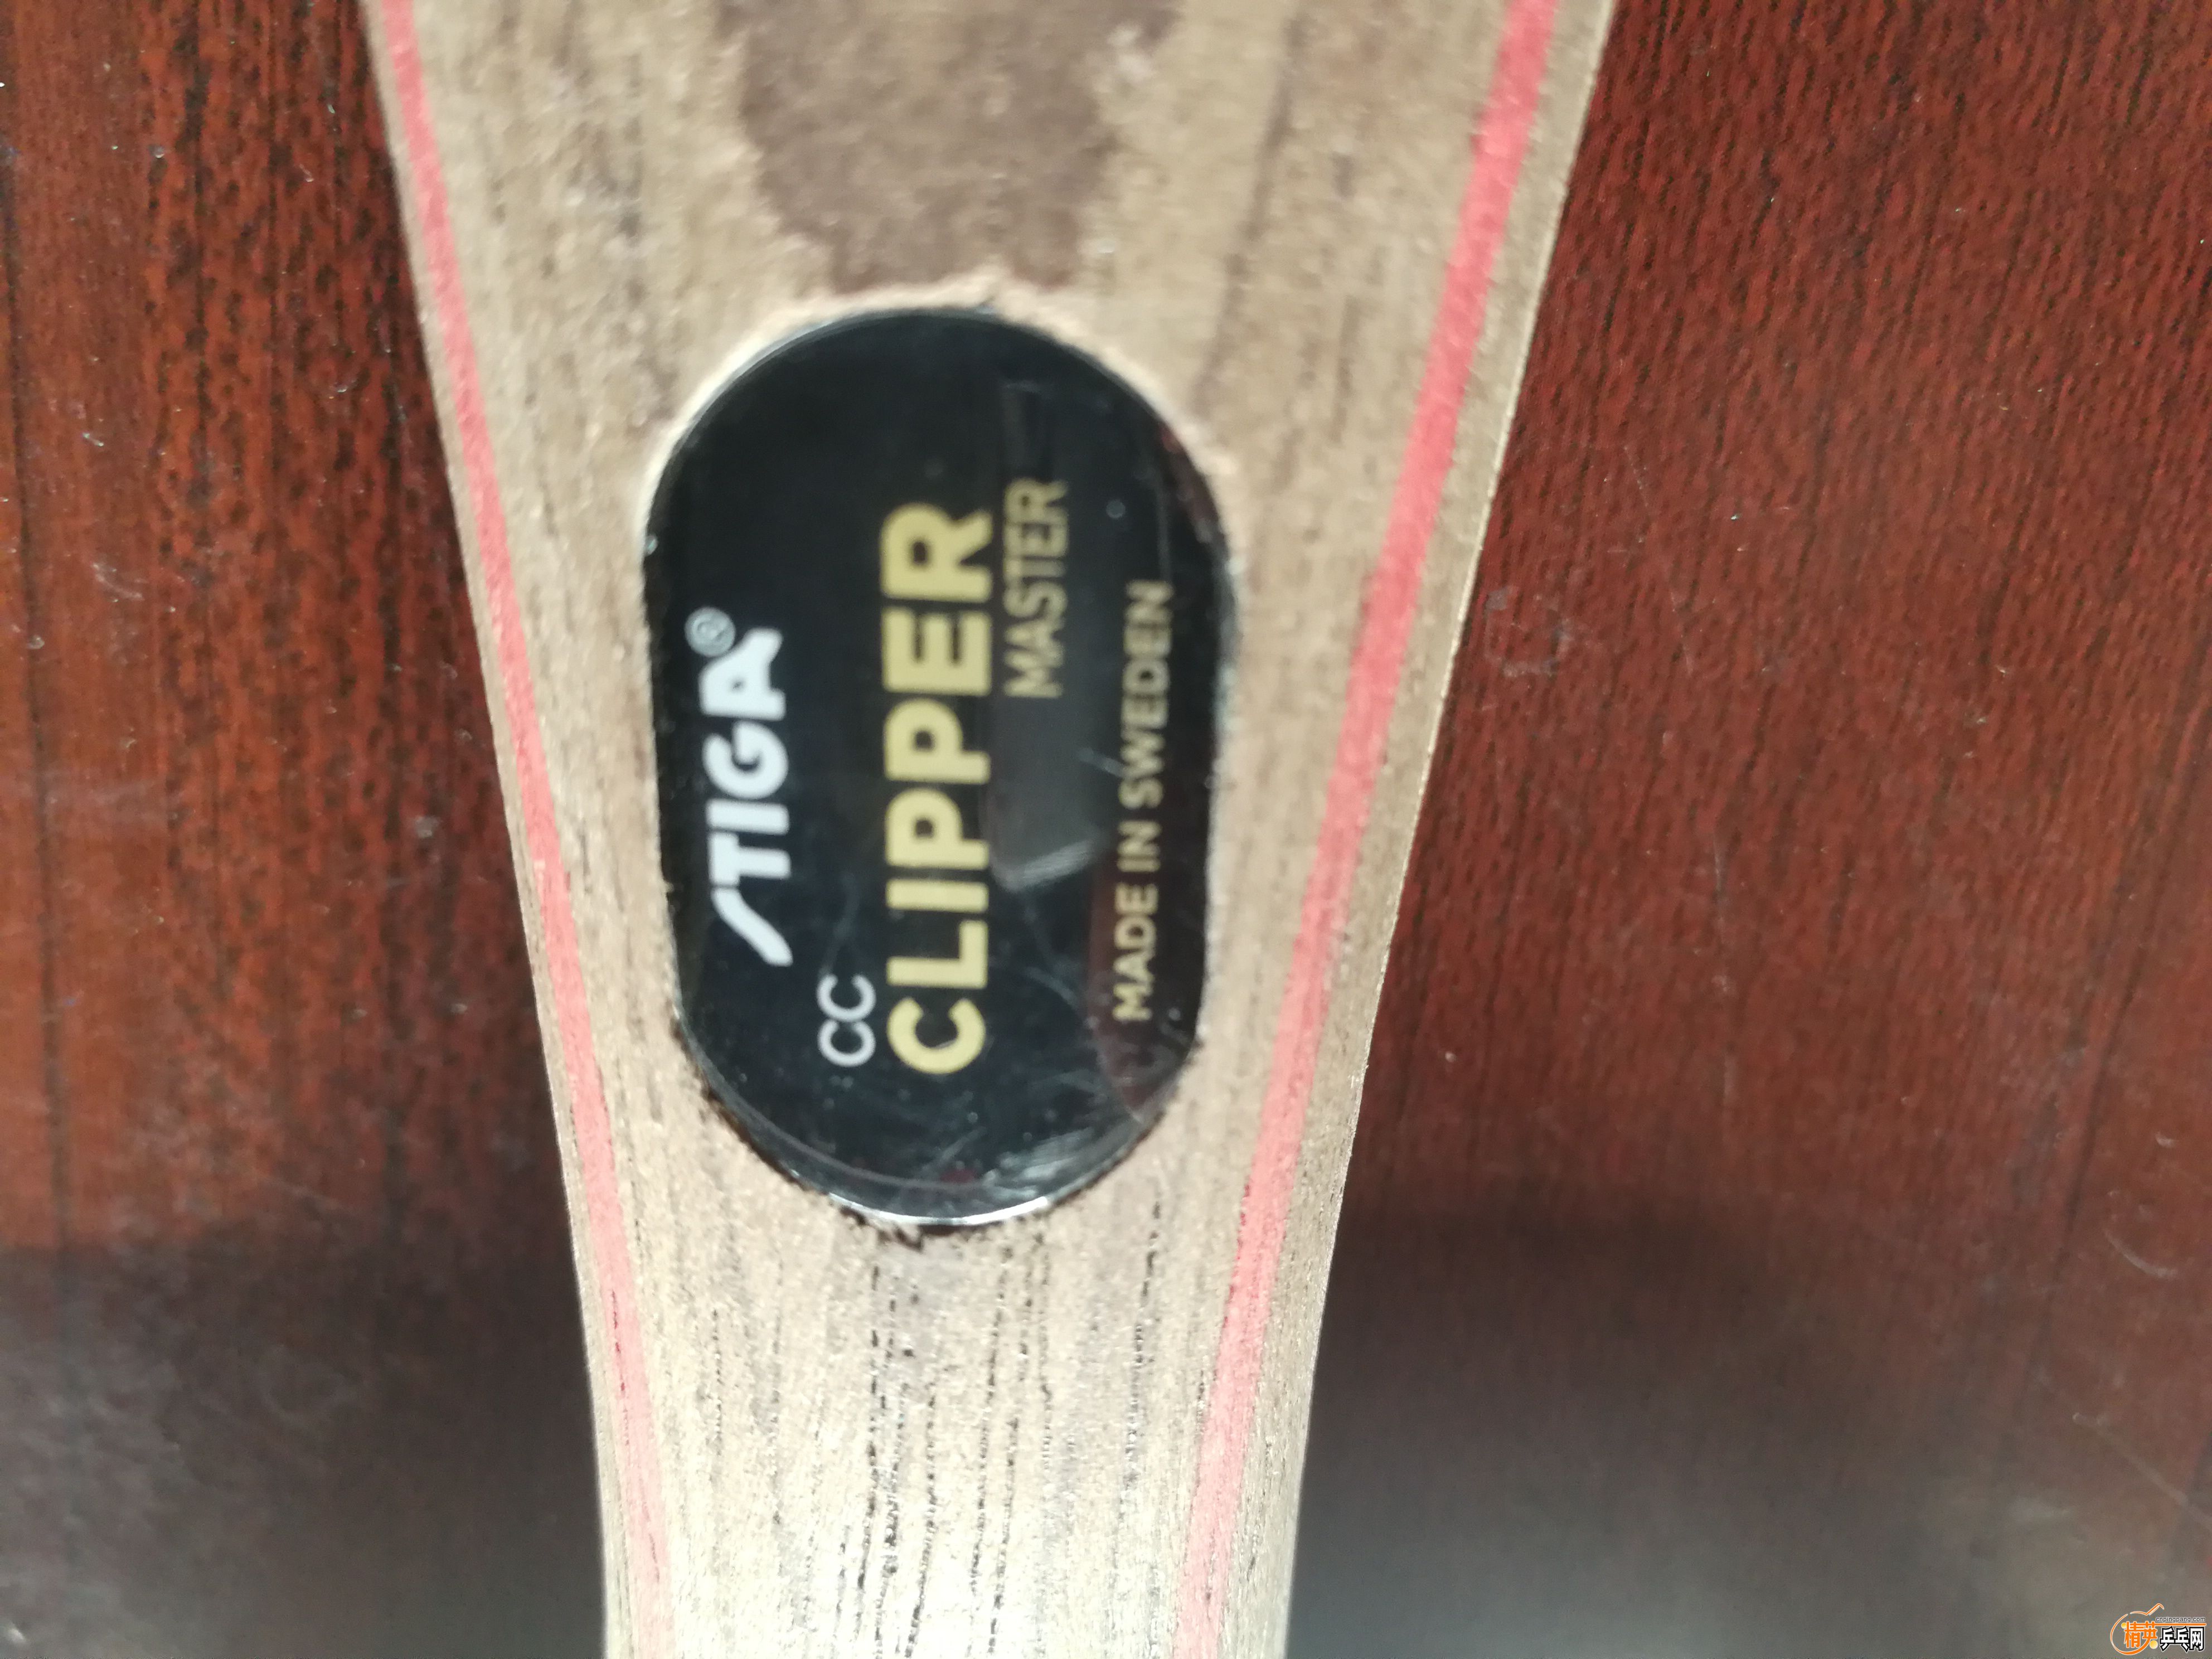 STIGA®
CC
CLIPPER
MASTER
MADE IN SWEDEN
精英乒乓网